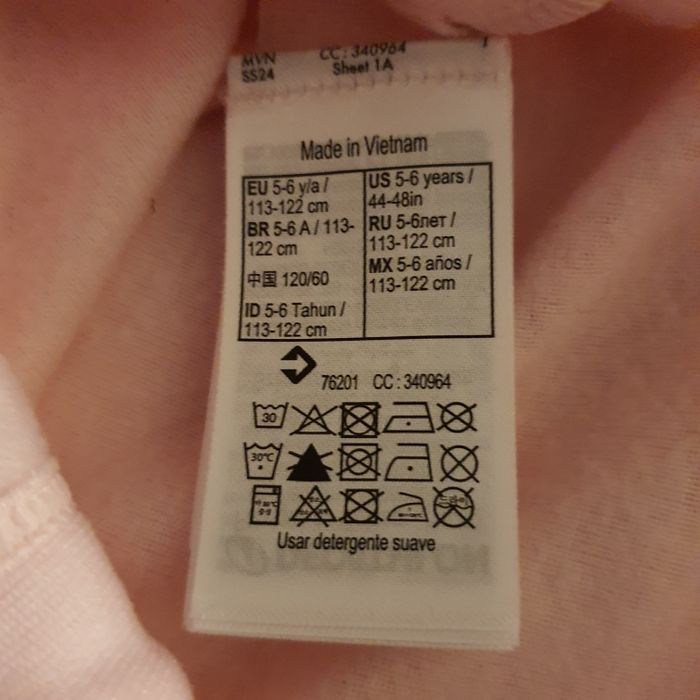 MVN CC: 340964
SS24 Sheet 1A
Made in Vietnam
EU 5-6 y/a /
113-122 cm
BR 5-6 A / 113-
122 cm
中国 120/60
ID 5-6 Tahun /
113-122 cm
US 5-6 years /
44-48in
RU 5-6лет /
113-122 cm
MX 5-6 años /
113-122 cm
76201 CC : 340964
30
30°C
Usar detergente suave